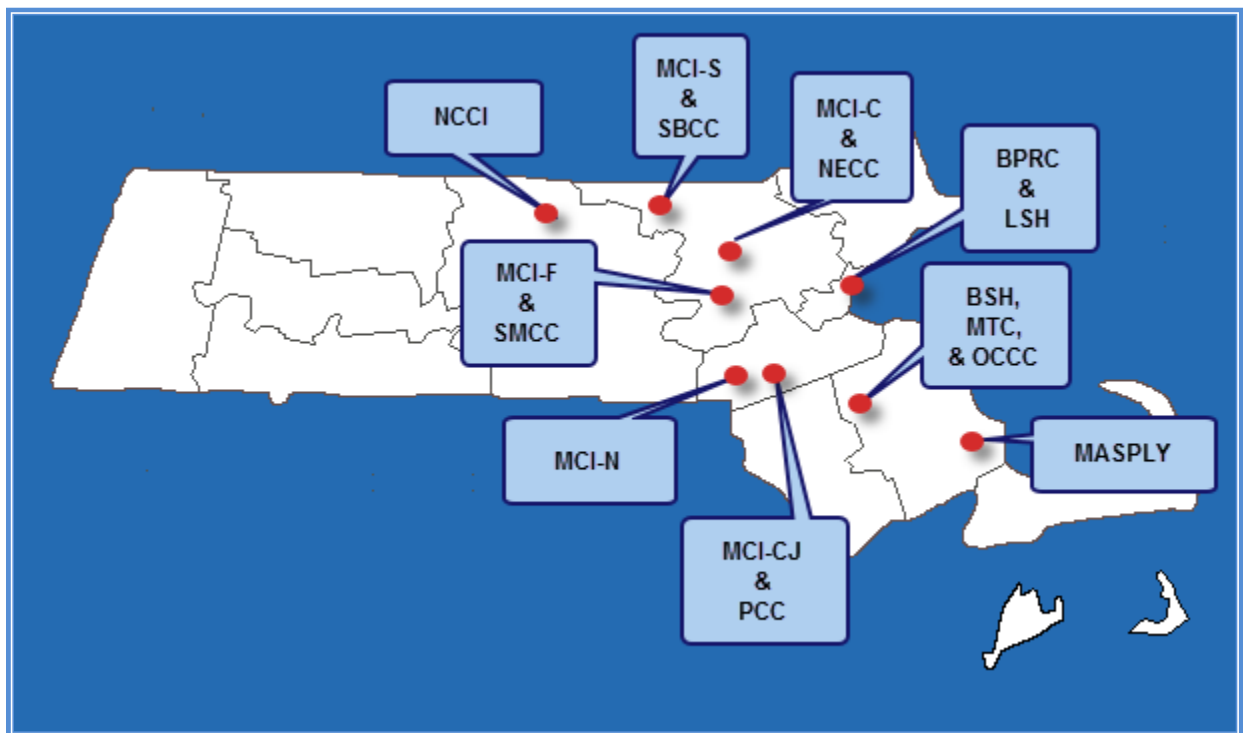 NCCI
MCI-S
&
SBCC
MCI-C
&
NECC
BPRC
&
LSH
MCI-F
&
SMCC
BSH,
MTC,
& OCCC
MCI-N
MASPLY
MCI-CJ
&
PCC